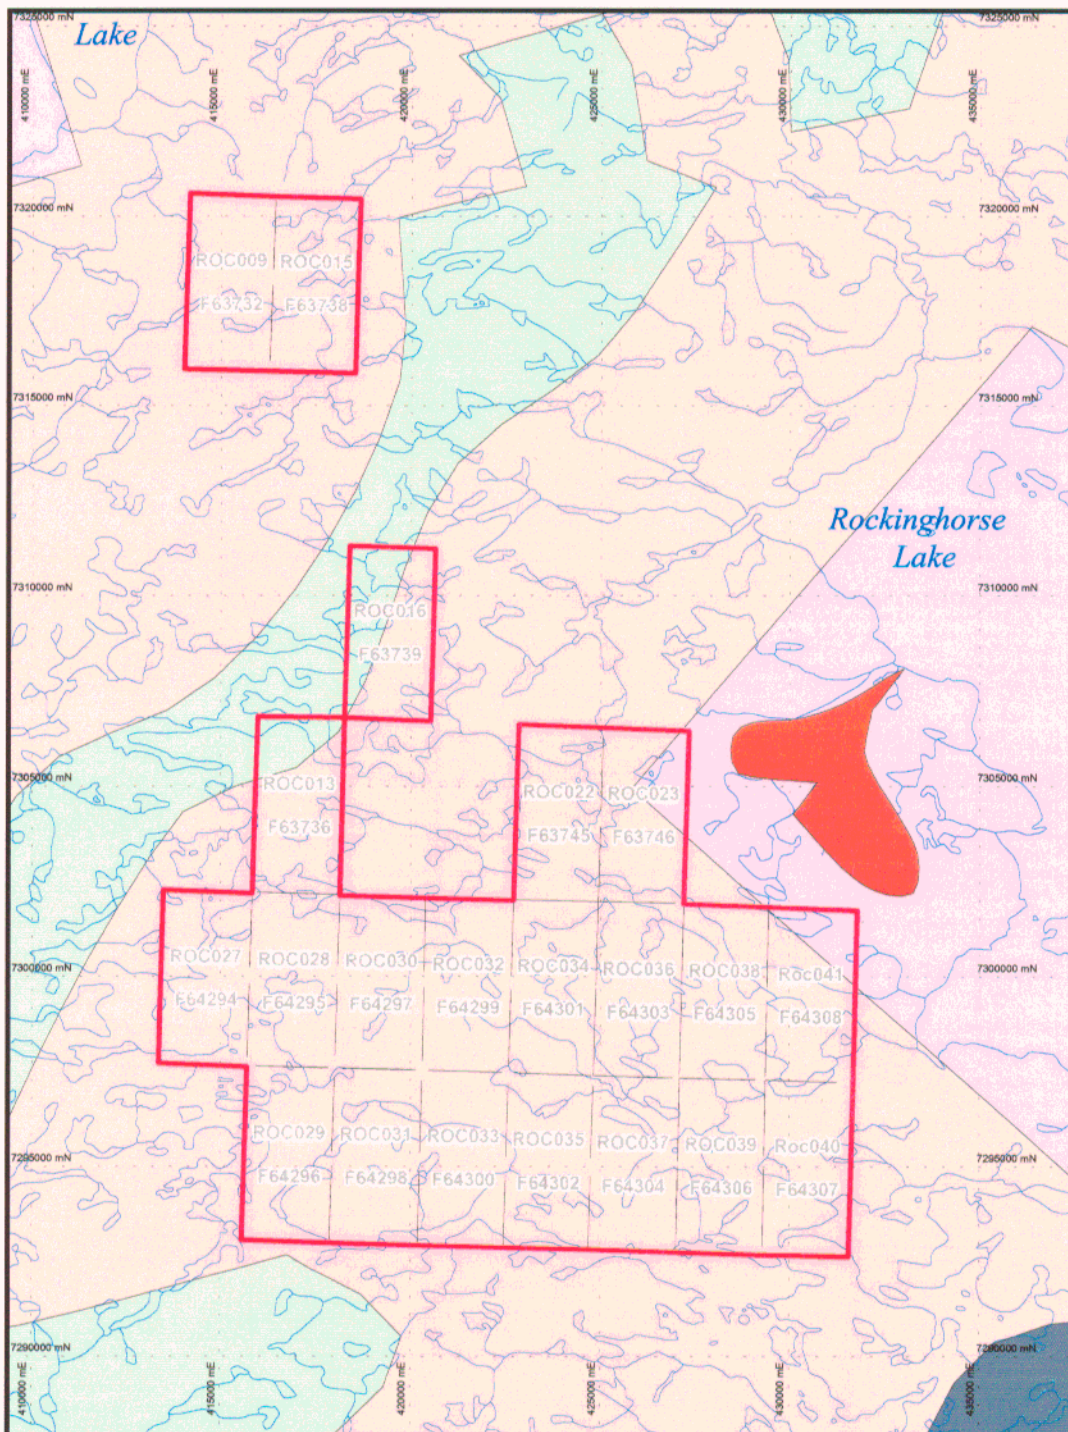 7325000 mN
7325000 mN
Lake
410000 mE
415000 mE
420000 mE
425000 mE
430000 mE
435000 mE
7320000 mN
7320000 mN
ROC009
ROC015
F63732
F63738
7315000 mN
7315000 mN
Rockinghorse
Lake
7310000 mN
7310000 mN
ROC016
F63739
7305000 mN
7305000 mN
ROC013
ROC022
ROC023
F63736
F63745
F63746
7300000 mN
7300000 mN
ROC027
ROC028
ROC030
ROC032
ROC034
ROC036
ROC038
Roc041
F64294
F64295
F64297
F64299
F64301
F64303
F64305
F64308
7295000 mN
7295000 mN
ROC029
ROC031
ROC033
ROC035
ROC037
ROC039
Roc040
F64296
F64298
F64300
F64302
F64304
F64306
F64307
7290000 mN
7290000 mN
410000 mE
415000 mE
420000 mE
425000 mE
430000 mE
435000 mE